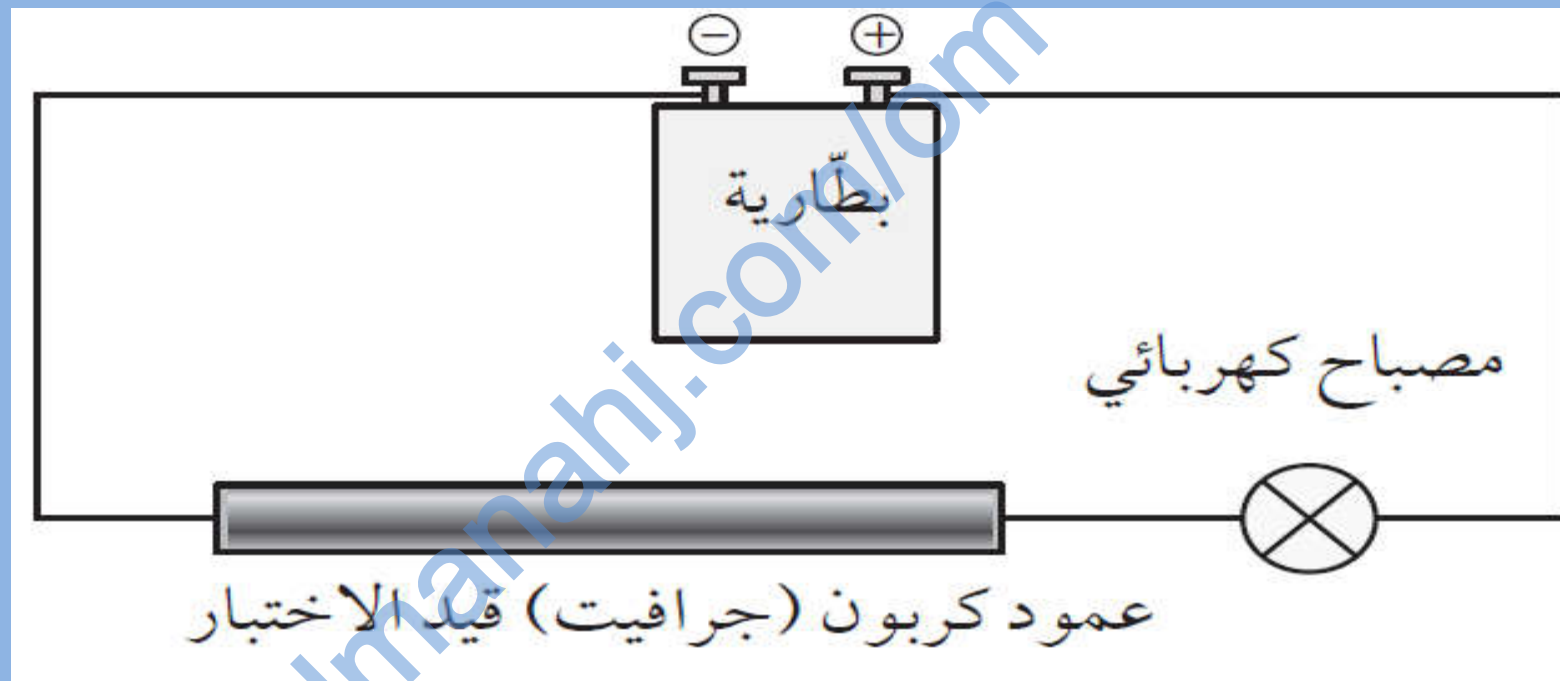 ⊖ ⊕
بطّارية
مصباح كهربائي
عمود كربون (جرافيت) قيد الاختبار
almanahj.com/om